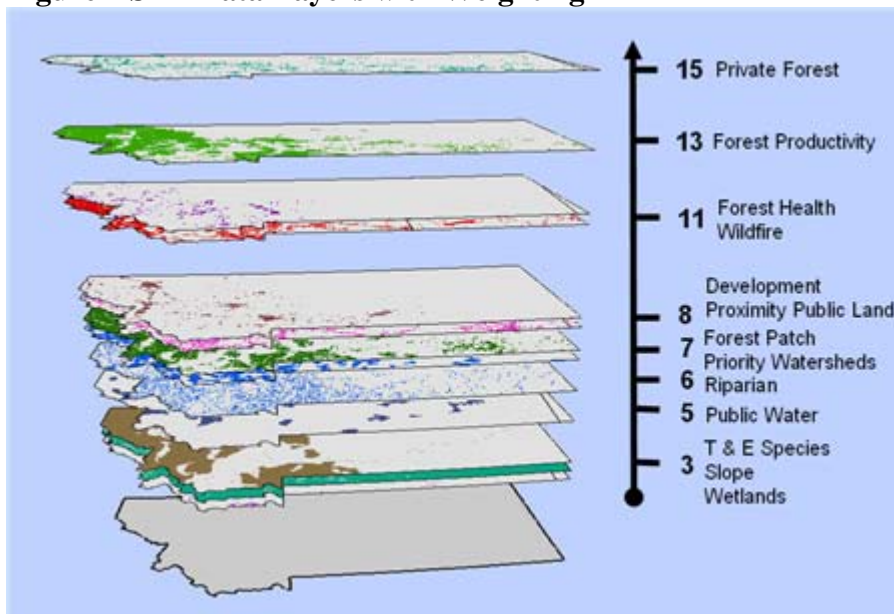 15 Private Forest
13 Forest Productivity
11 Forest Health
Wildfire
Development
8 Proximity Public Land
7 Forest Patch
Priority Watersheds
6 Riparian
5 Public Water
T & E Species
3 Slope
Wetlands